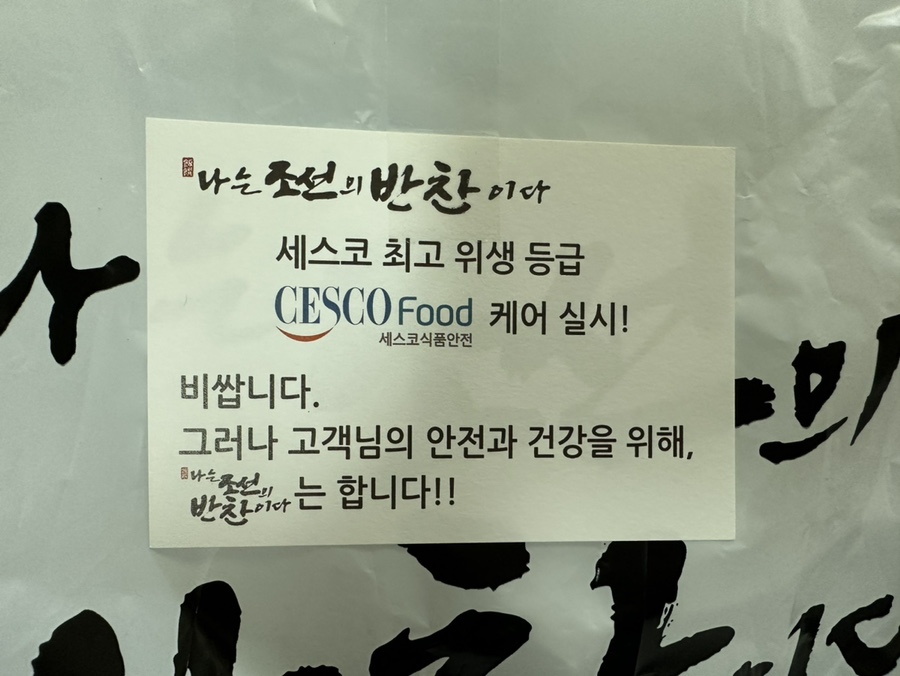 나는 조선의 반찬 이다
세스코 최고 위생 등급
CESCO Food 케어 실시!
세스코식품안전
비쌉니다.
그러나 고객님의 안전과 건강을 위해,
나는 조선의
반찬이다 는 합니다!!